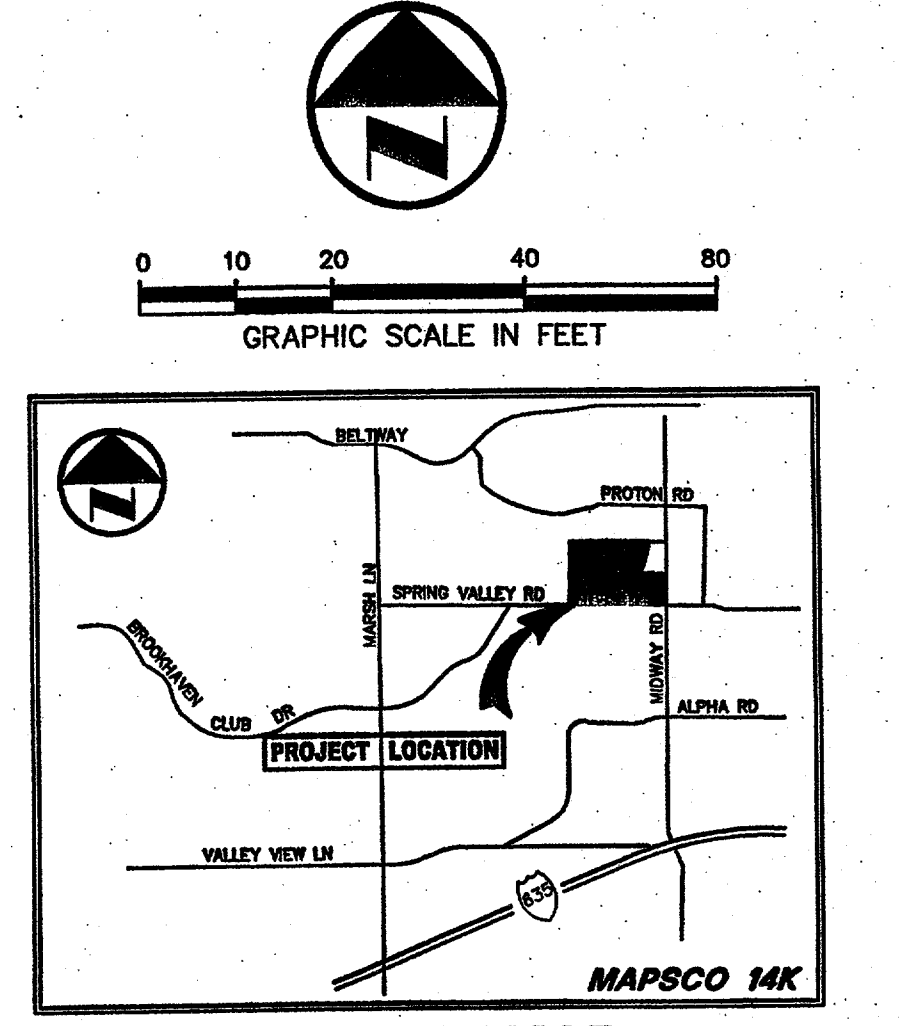 N
0 10 20 40 80
GRAPHIC SCALE IN FEET
BELTWAY
N
PROTON RD
MARSH LN
SPRING VALLEY RD
BROOKHAVEN
CLUB DR
MIDWAY RD
ALPHA RD
PROJECT LOCATION
VALLEY VIEW LN
635
MAPSCO 14K